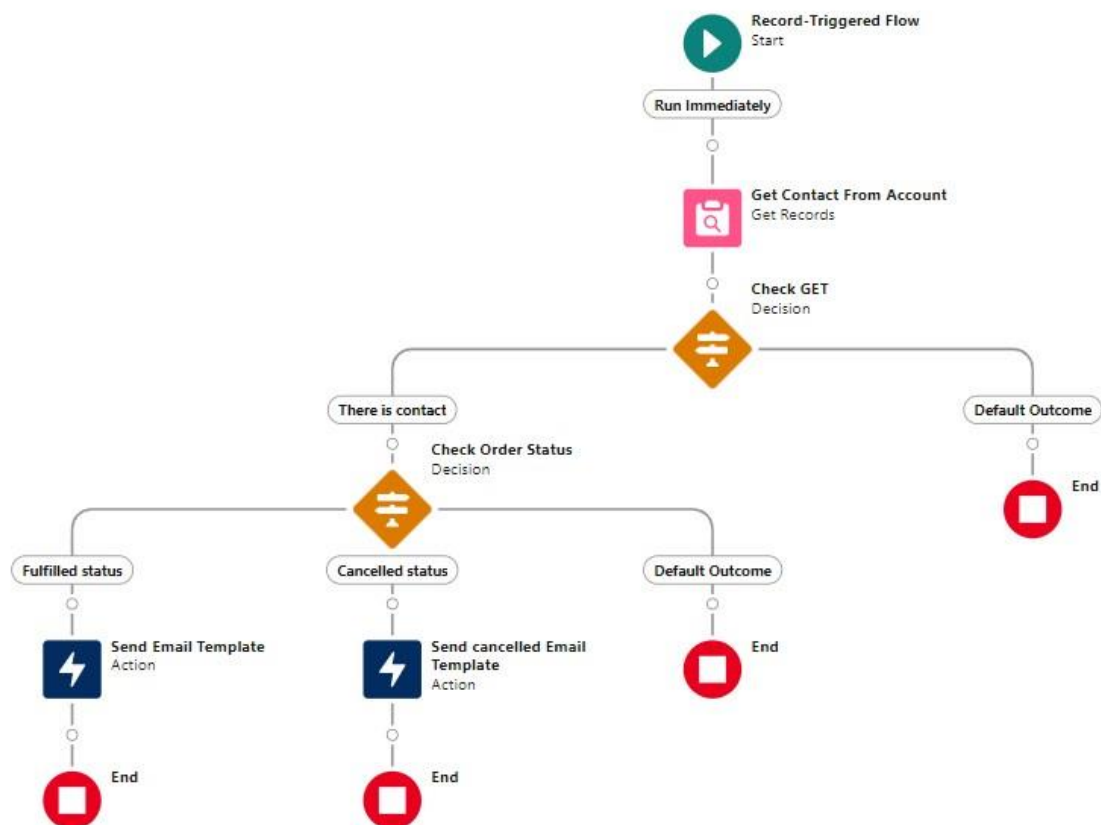 Record-Triggered Flow
Start
Run Immediately
Get Contact From Account
Get Records
Check GET
Decision
There is contact
Default Outcome
Check Order Status
Decision
End
Fulfilled status
Cancelled status
Default Outcome
Send Email Template
Action
Send cancelled Email
Template
Action
End
End
End